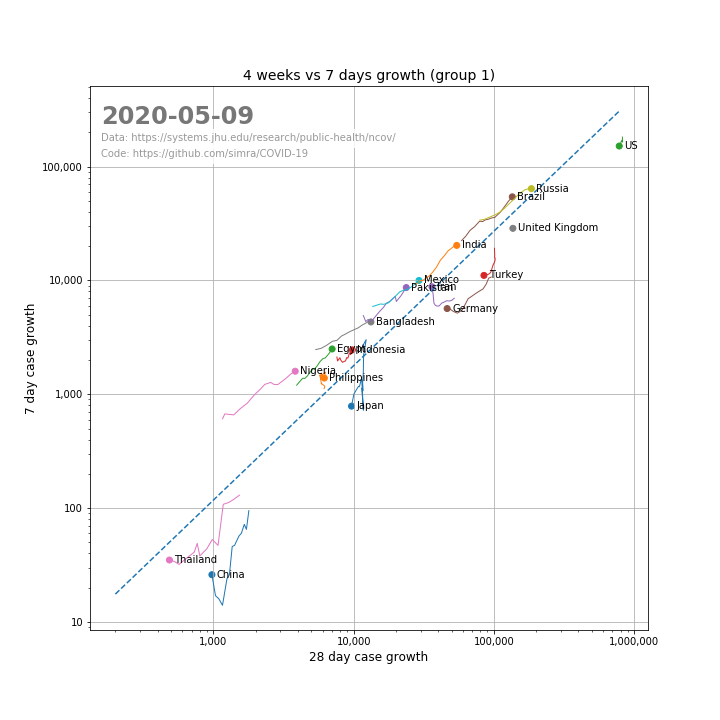 4 weeks vs 7 days growth (group 1)
2020-05-09
Data: https://systems.jhu.edu/research/public-health/ncov/
Code: https://github.com/simra/COVID-19
US
100,000
Russia
Brazil
United Kingdom
India
Turkey
10,000
Mexico
Pakistan
Iran
Germany
Bangladesh
Egypt
Indonesia
Nigeria
Philippines
1,000
Japan
100
Thailand
China
10
1,000
10,000
100,000
1,000,000
28 day case growth
7 day case growth